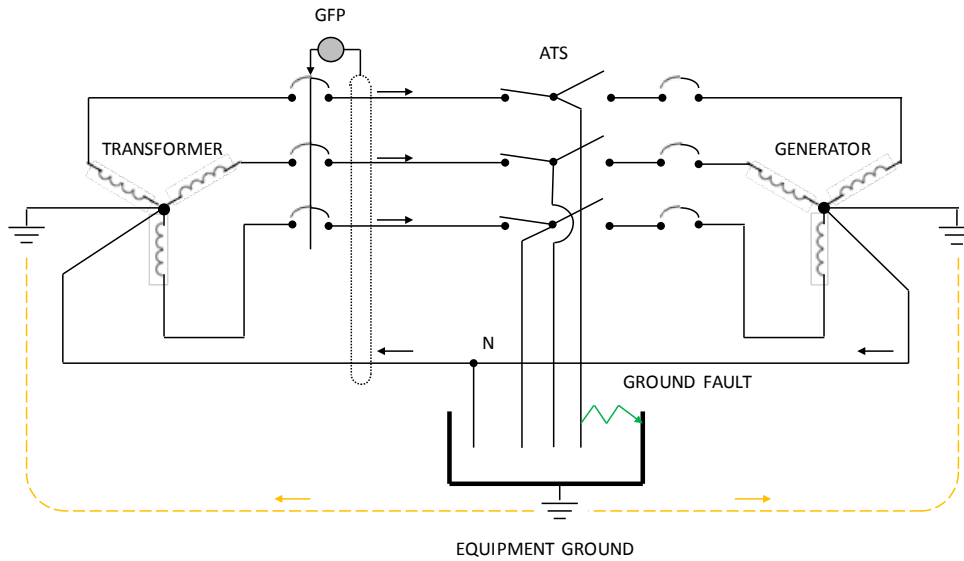 GFP
ATS
TRANSFORMER
GENERATOR
N
GROUND FAULT
EQUIPMENT GROUND